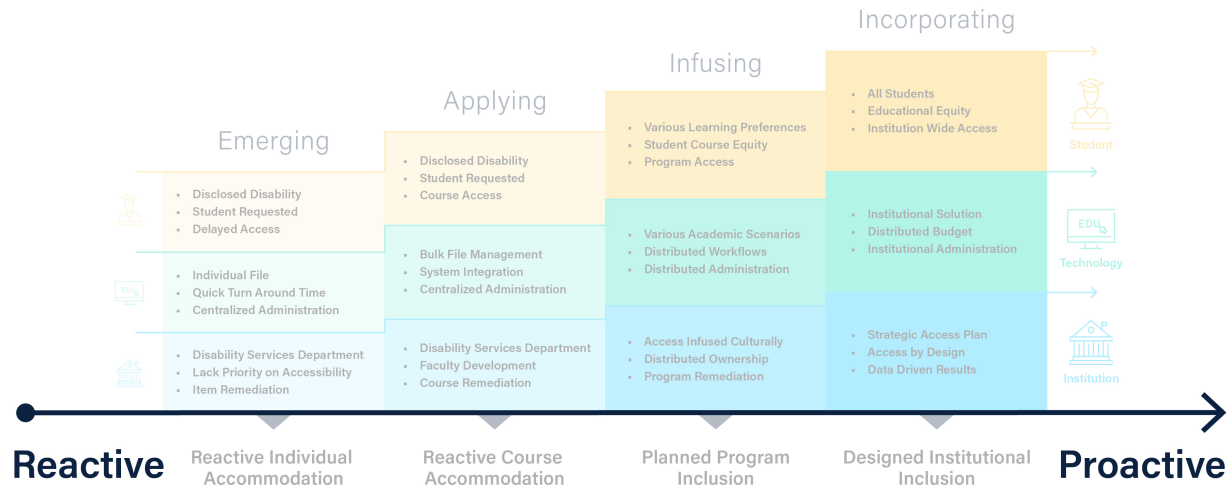 Incorporating
Infusing
Applying
Emerging
• Disclosed Disability
• Student Requested
• Delayed Access
• Individual File
• Quick Turn Around Time
• Centralized Administration
• Disability Services Department
• Lack Priority on Accessibility
• Item Remediation
• Disclosed Disability
• Student Requested
• Course Access
• Bulk File Management
• System Integration
• Centralized Administration
• Disability Services Department
• Faculty Development
• Course Remediation
• Various Learning Preferences
• Student Course Equity
• Program Access
• Various Academic Scenarios
• Distributed Workflows
• Distributed Administration
• Access Infused Culturally
• Distributed Ownership
• Program Remediation
• All Students
• Educational Equity
• Institution Wide Access
• Institutional Solution
• Distributed Budget
• Institutional Administration
• Strategic Access Plan
• Access by Design
• Data Driven Results
Student
EDU
Technology
Institution
EDU
Reactive
Reactive Individual
Accommodation
Reactive Course
Accommodation
Planned Program
Inclusion
Designed Institutional
Inclusion
Proactive